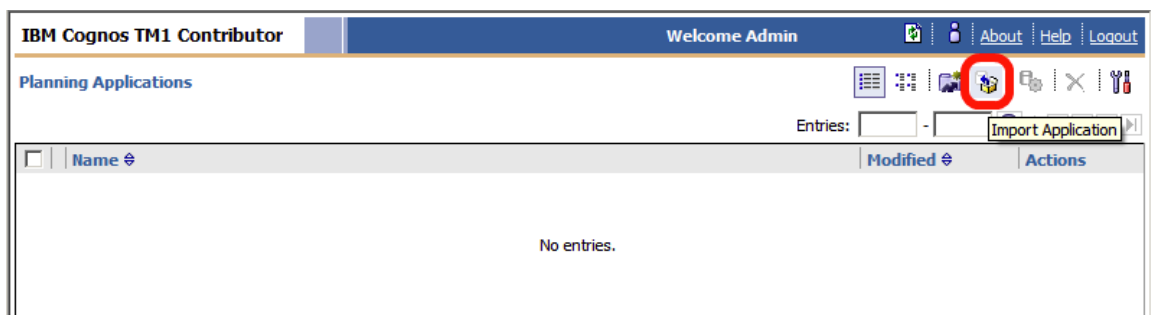 IBM Cognos TM1 Contributor Welcome Admin About Help Logout
Planning Applications
Entries: -
Import Application
Name Modified Actions
No entries.